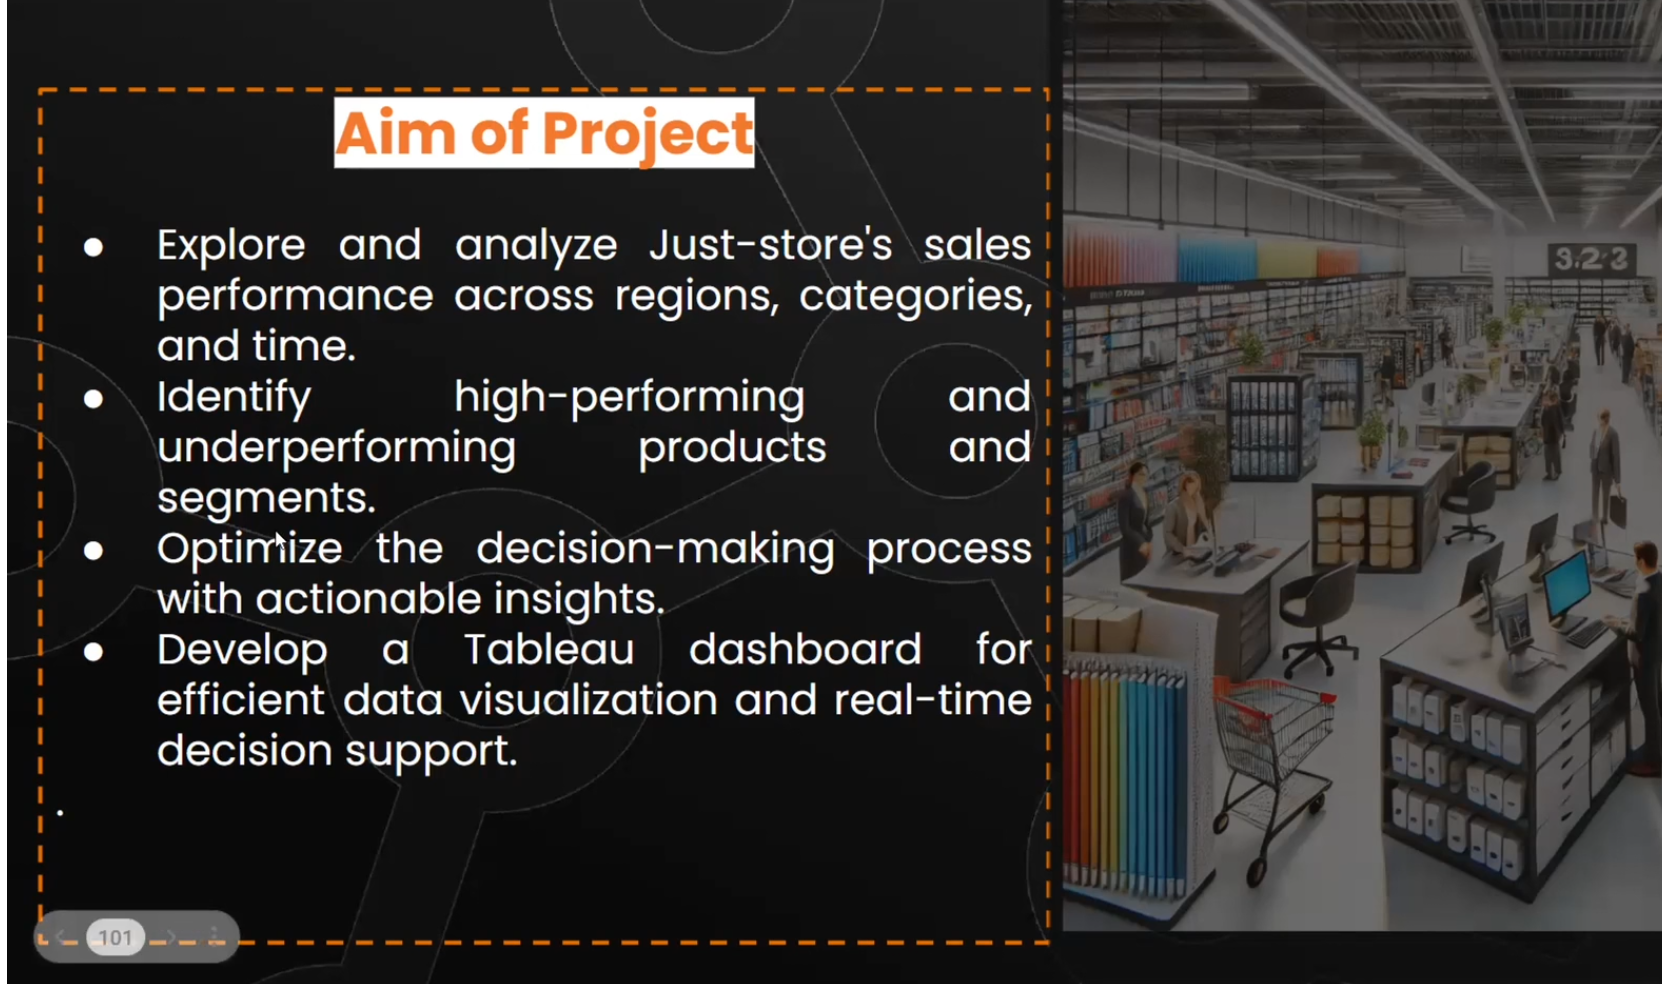 Aim of Project
● Explore and analyze Just-store's sales
performance across regions, categories,
and time.
● Identify high-performing and
underperforming products and
segments.
● Optimize the decision-making process
with actionable insights.
● Develop a Tableau dashboard for
efficient data visualization and real-time
decision support.
.
101
3.2-3